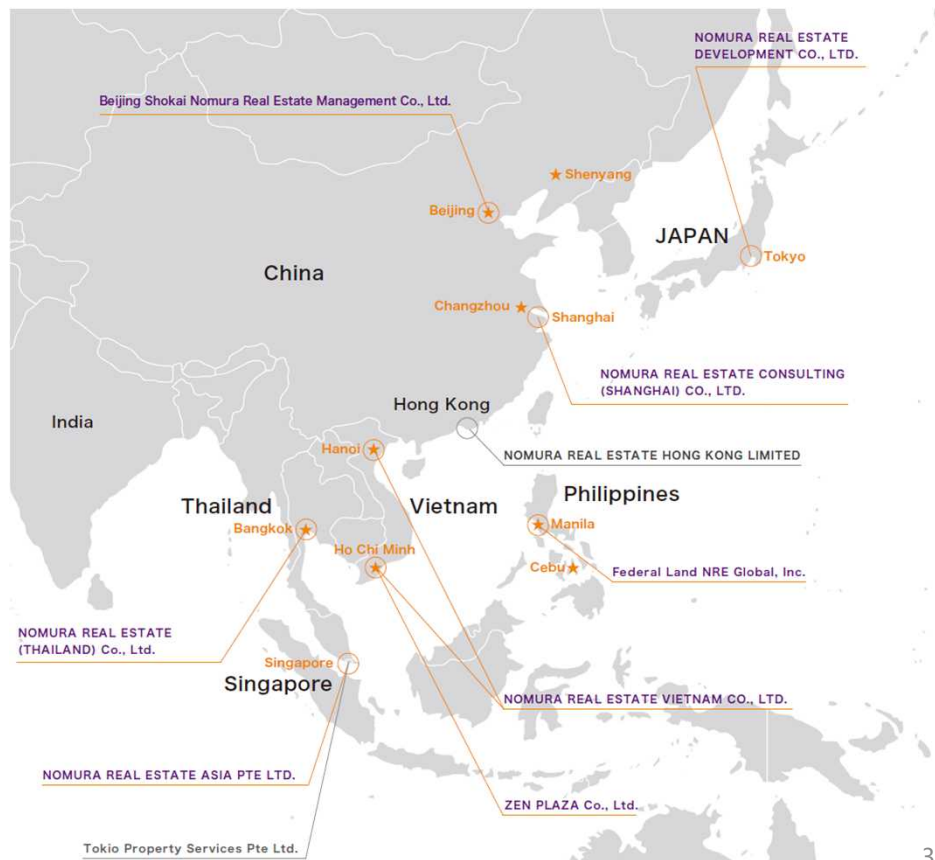 NOMURA REAL ESTATE
DEVELOPMENT CO., LTD.
Beijing Shokai Nomura Real Estate Management Co., Ltd.
Shenyang
Beijing
JAPAN
Tokyo
China
Changzhou
Shanghai
NOMURA REAL ESTATE CONSULTING
(SHANGHAI) CO., LTD.
Hong Kong
India
Hanoi
NOMURA REAL ESTATE HONG KONG LIMITED
Thailand
Vietnam
Philippines
Bangkok
Manila
Ho Chi Minh
Cebu
Federal Land NRE Global, Inc.
NOMURA REAL ESTATE
(THAILAND) Co., Ltd.
Singapore
Singapore
NOMURA REAL ESTATE VIETNAM CO., LTD.
NOMURA REAL ESTATE ASIA PTE LTD.
ZEN PLAZA Co., Ltd.
Tokio Property Services Pte Ltd.
3